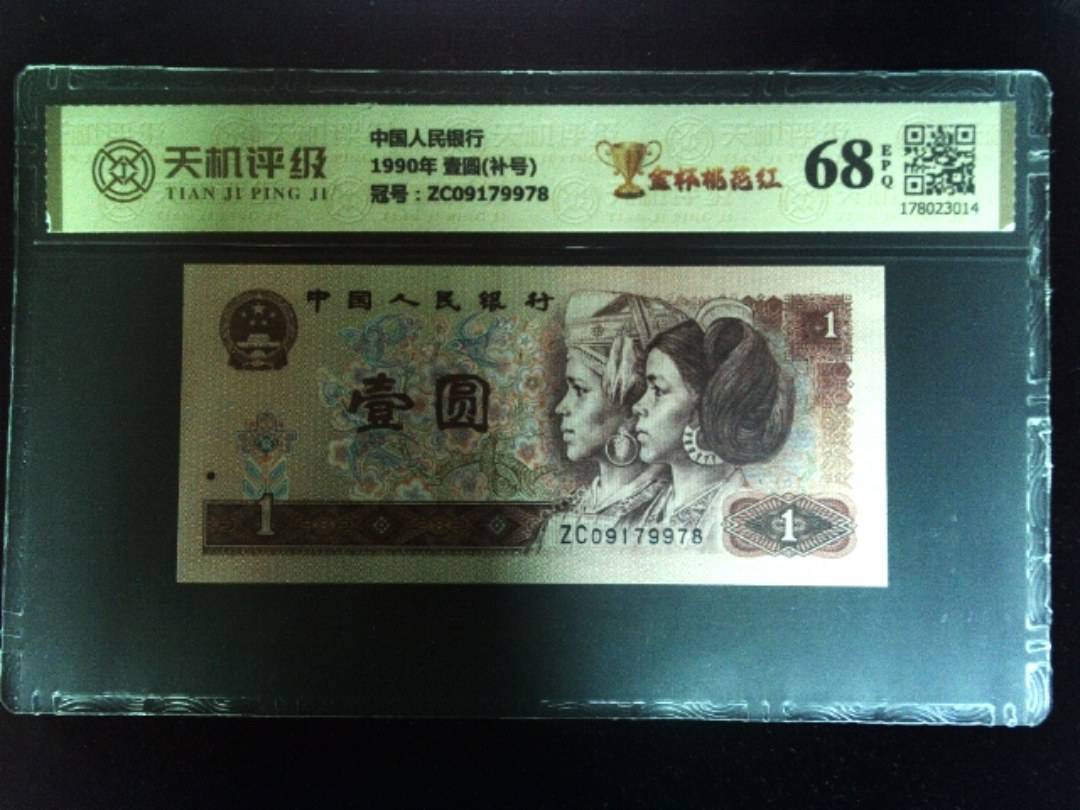 天机评级
TIAN JI PING JI
中国人民银行
1990年 壹圆(补号)
冠号：ZC09179978
金杯桃花红
68
EPQ
178023014
中国人民银行
1
壹圆
1
ZC09179978
1